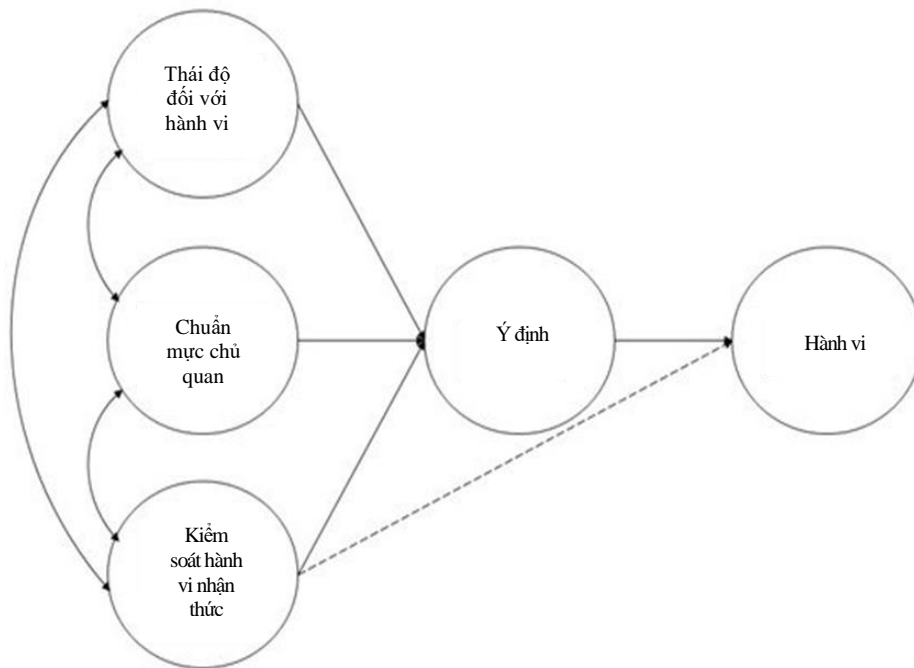 Thái độ
đối với
hành vi
Chuẩn
mực chủ
quan
Ý định
Hành vi
Kiểm
soát hành
vi nhận
thức